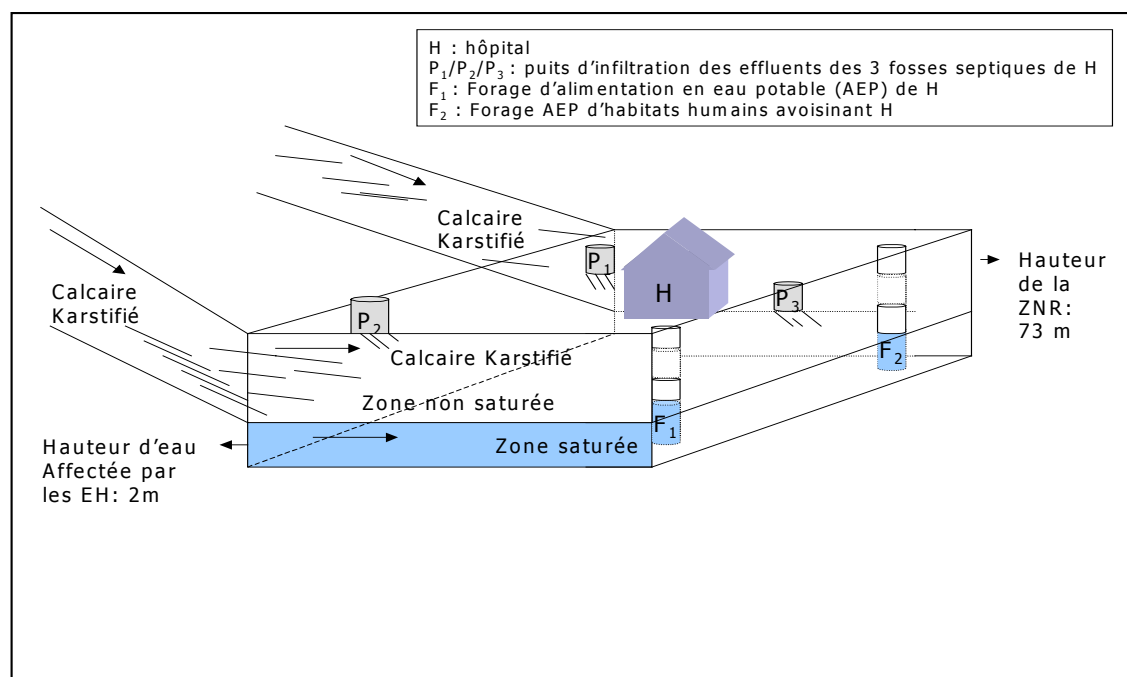 H : hôpital
P1/P2/P3 : puits d'infiltration des effluents des 3 fosses septiques de H
F1 : Forage d'alimentation en eau potable (AEP) de H
F2 : Forage AEP d'habitats humains avoisinant H
Calcaire
Karstifié
P1
H
P3
Hauteur
de la
ZNR:
73 m
Calcaire
Karstifié
P2
Calcaire Karstifié
F2
Zone non saturée
F1
Hauteur d'eau
Affectée par
les EH: 2m
Zone saturée